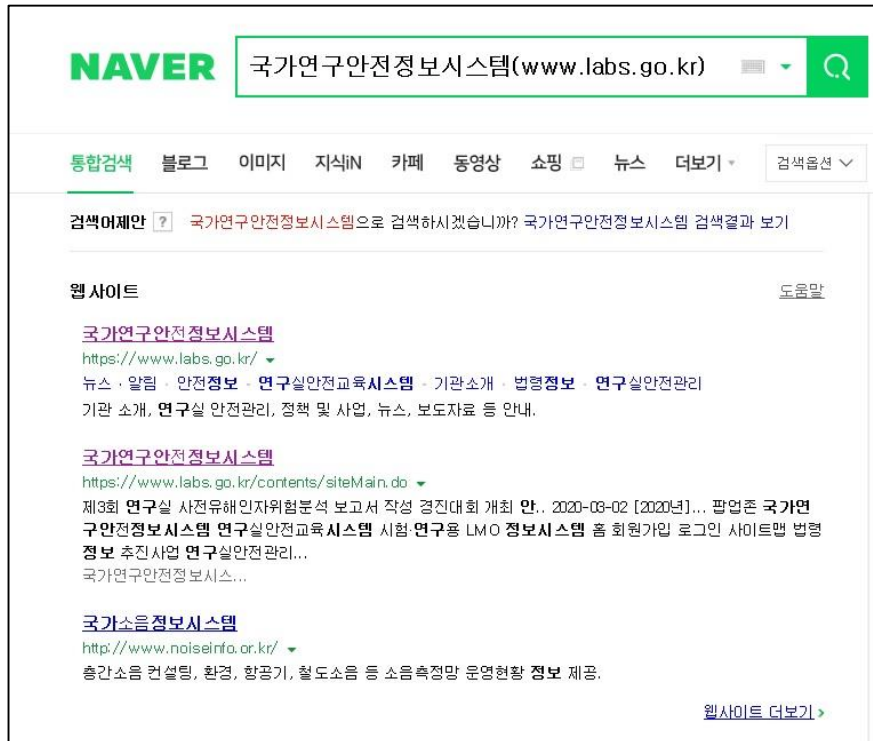 NAVER
국가연구안전정보시스템(www.labs.go.kr)
통합검색 블로그 이미지 지식iN 카페 동영상 쇼핑 뉴스 더보기 검색옵션
검색어제안 ? 국가연구안전정보시스템으로 검색하시겠습니까? 국가연구안전정보시스템 검색결과 보기
웹사이트 도움말
국가연구안전정보시스템
https://www.labs.go.kr/
뉴스 · 알림 · 안전정보 · 연구실안전교육시스템 · 기관소개 · 법령정보 · 연구실안전관리
기관 소개, 연구실 안전관리, 정책 및 사업, 뉴스, 보도자료 등 안내.
국가연구안전정보시스템
https://www.labs.go.kr/contents/siteMain.do
제3회 연구실 사전유해인자위험분석 보고서 작성 경진대회 개최 안.. 2020-03-02 [2020년]... 팝업존 국가연
구안전정보시스템 연구실안전교육시스템 시험·연구용 LMO 정보시스템 홈 회원가입 로그인 사이트맵 법령
정보 추진사업 연구실안전관리...
국가연구안전정보시스...
국가소음정보시스템
http://www.noiseinfo.or.kr/
층간소음 컨설팅, 환경, 항공기, 철도소음 등 소음측정망 운영현황 정보 제공.
웹사이트 더보기 >